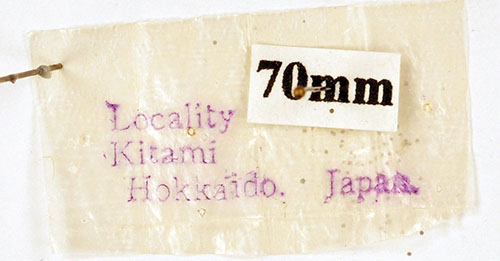 70mm
Locality
Kitami
Hokkaido. Japan.